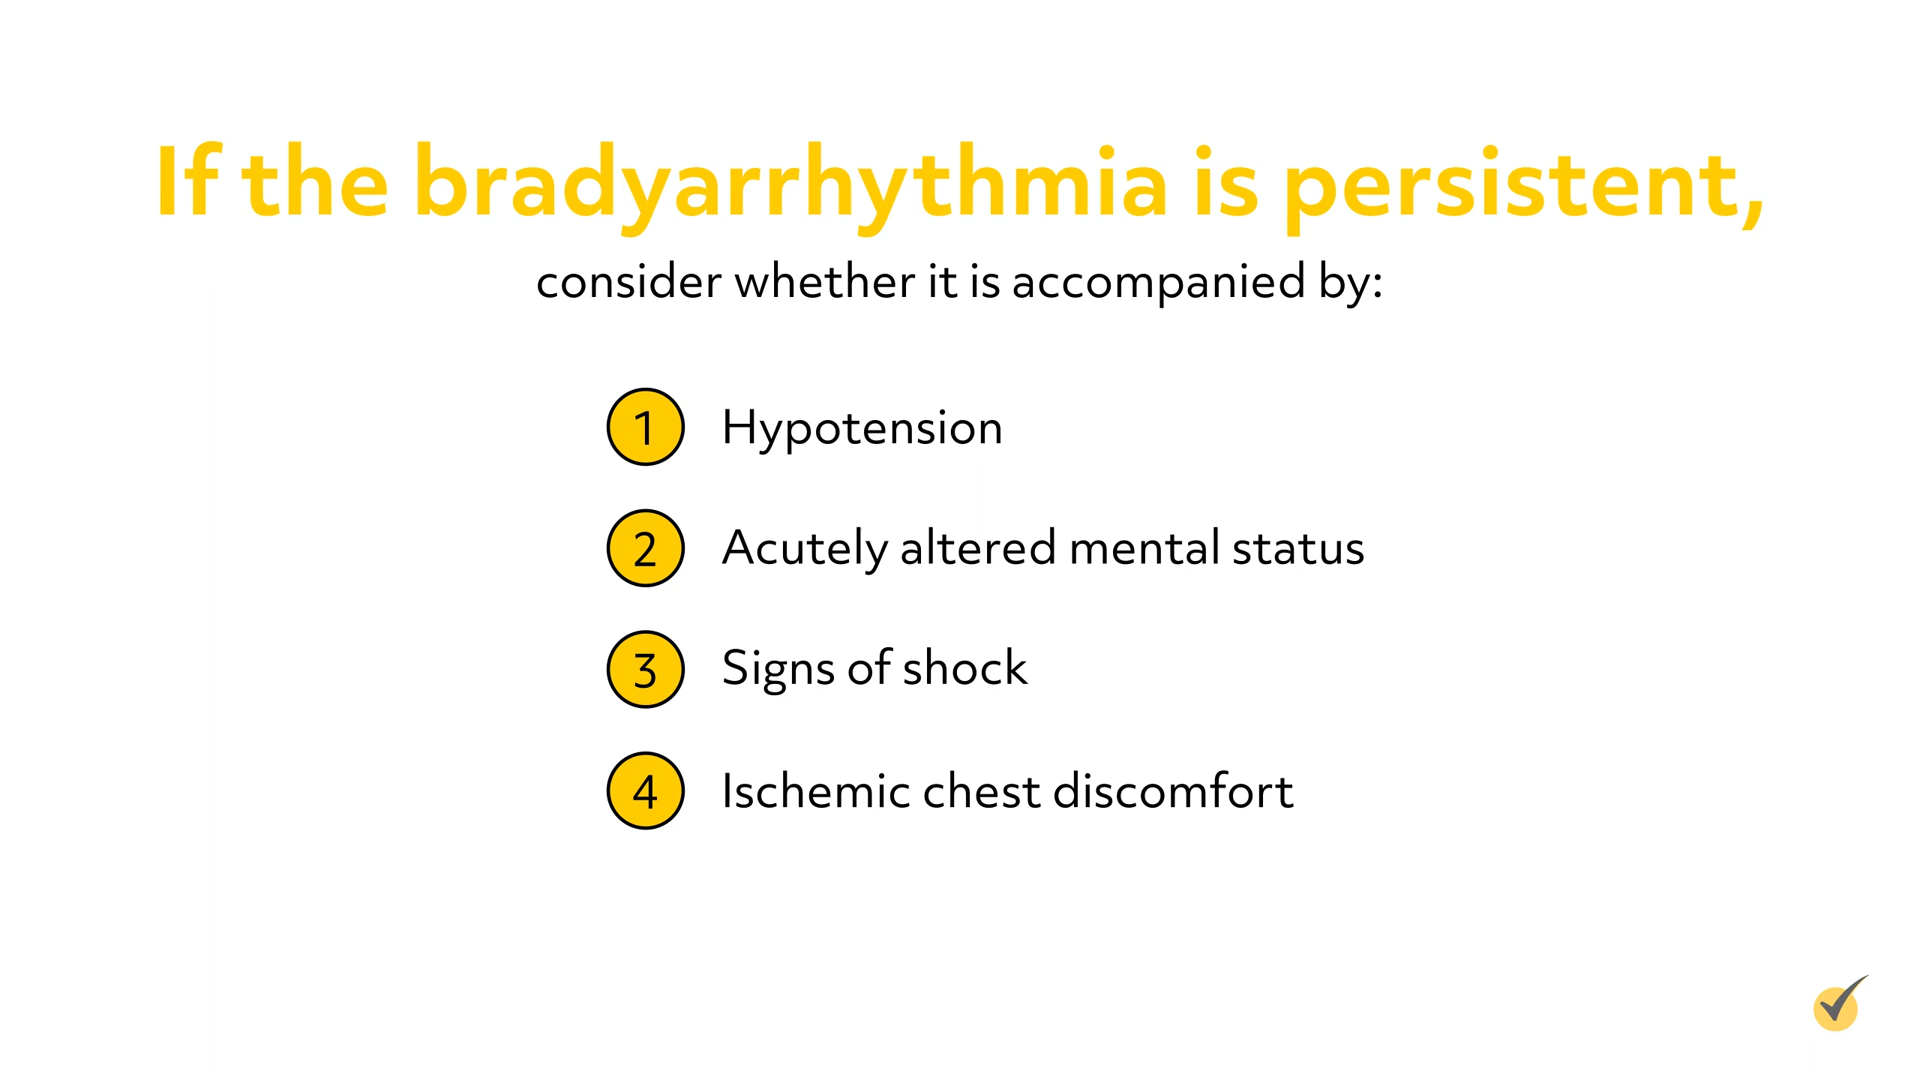 If the bradyarrhythmia is persistent,
consider whether it is accompanied by:
1 Hypotension
2 Acutely altered mental status
3 Signs of shock
4 Ischemic chest discomfort